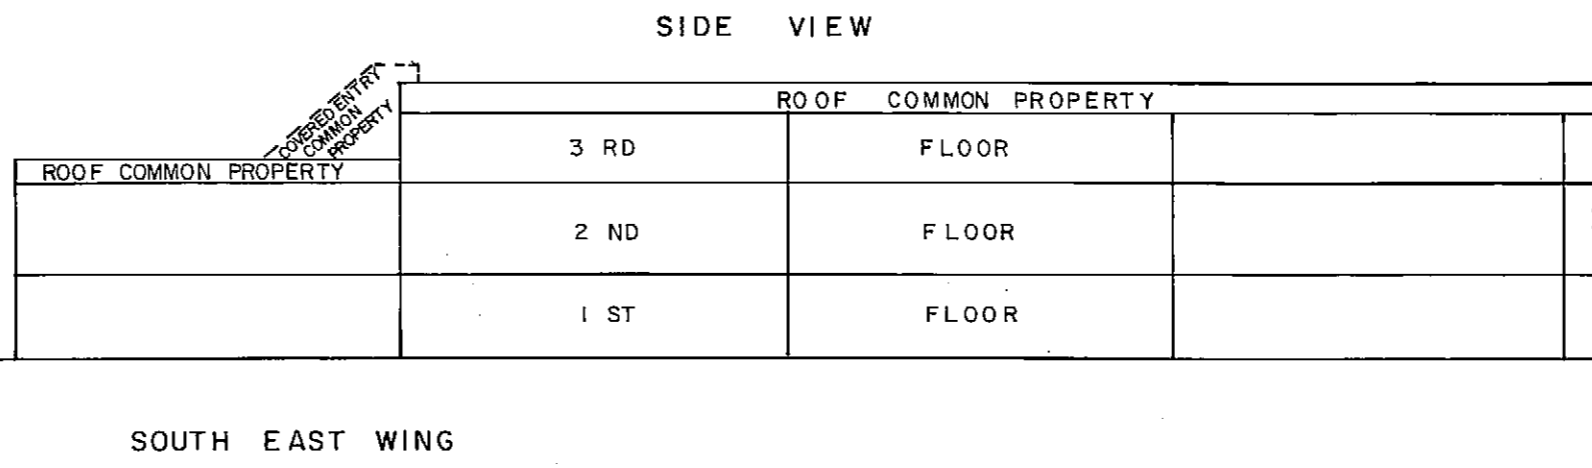 SIDE VIEW
COVERED ENTRY
COMMON
PROPERTY
ROOF COMMON PROPERTY
ROOF COMMON PROPERTY
3 RD FLOOR
2 ND FLOOR
1 ST FLOOR
SOUTH EAST WING